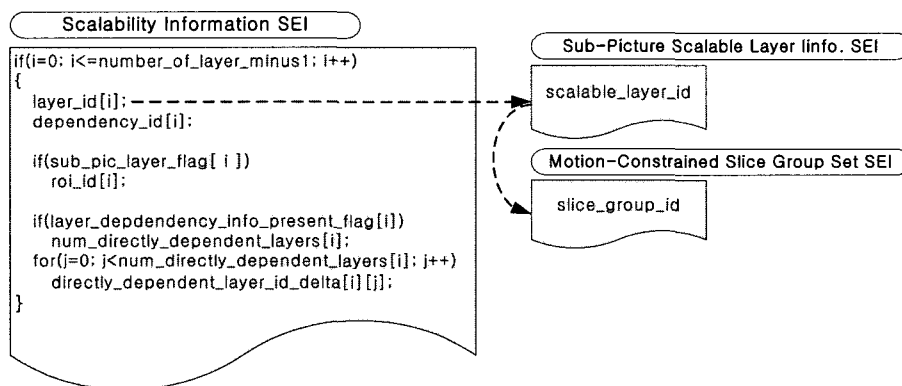 Scalability Information SEI
if(i=0; i<=number_of_layer_minus1; i++)
{
layer_id[i];
dependency_id[i];
if(sub_pic_layer_flag[ i ])
roi_id[i];
if(layer_depdendency_info_present_flag[i])
num_directly_dependent_layers[i];
for(j=0; j<num_directly_dependent_layers[i]; j++)
directly_dependent_layer_id_delta[i][j];
}
Sub-Picture Scalable Layer Iinfo. SEI
scalable_layer_id
Motion-Constrained Slice Group Set SEI
slice_group_id